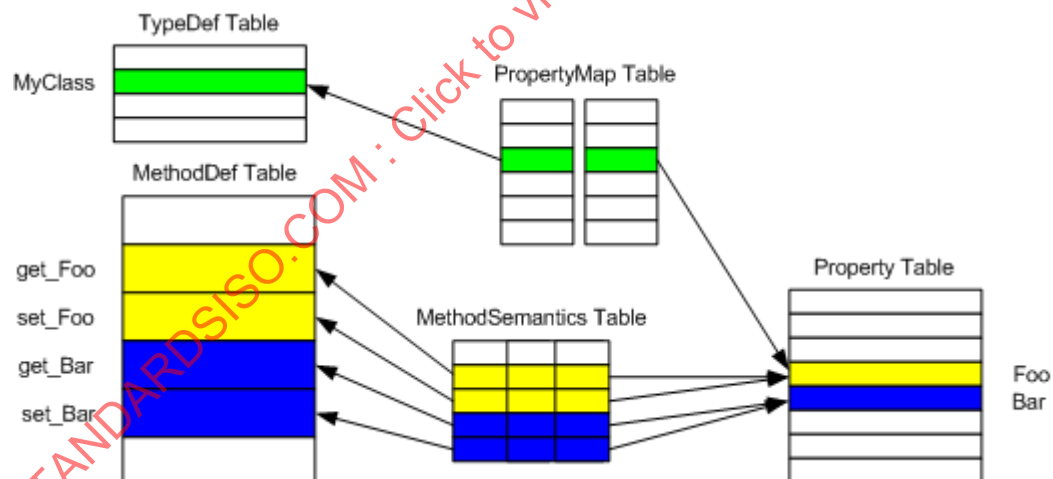 TypeDef Table
MyClass
PropertyMap Table
MethodDef Table
get_Foo
set_Foo
get_Bar
set_Bar
MethodSemantics Table
Property Table
Foo
Bar
STANDARDSISO.COM : Click to